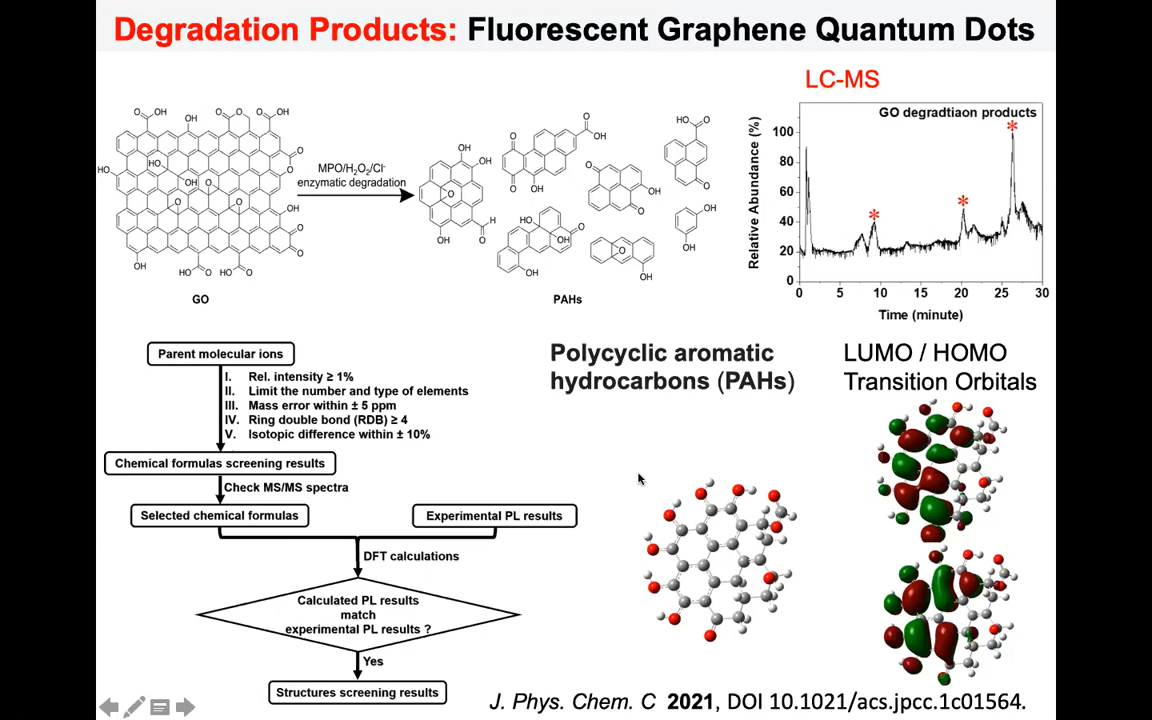 Degradation Products: Fluorescent Graphene Quantum Dots
LC-MS
GO degradtiaon products
*
*
*
Relative Abundance (%)
100
80
60
40
20
0
0 5 10 15 20 25 30
Time (minute)
MPO/H₂O₂/Cl⁻
enzymatic degradation
GO
PAHs
Parent molecular ions
I. Rel. intensity ≥ 1%
II. Limit the number and type of elements
III. Mass error within ± 5 ppm
IV. Ring double bond (RDB) ≥ 4
V. Isotopic difference within ± 10%
Chemical formulas screening results
Check MS/MS spectra
Selected chemical formulas
Experimental PL results
DFT calculations
Calculated PL results
match
experimental PL results ?
Yes
Structures screening results
Polycyclic aromatic
hydrocarbons (PAHs)
LUMO / HOMO
Transition Orbitals
J. Phys. Chem. C 2021, DOI 10.1021/acs.jpcc.1c01564.